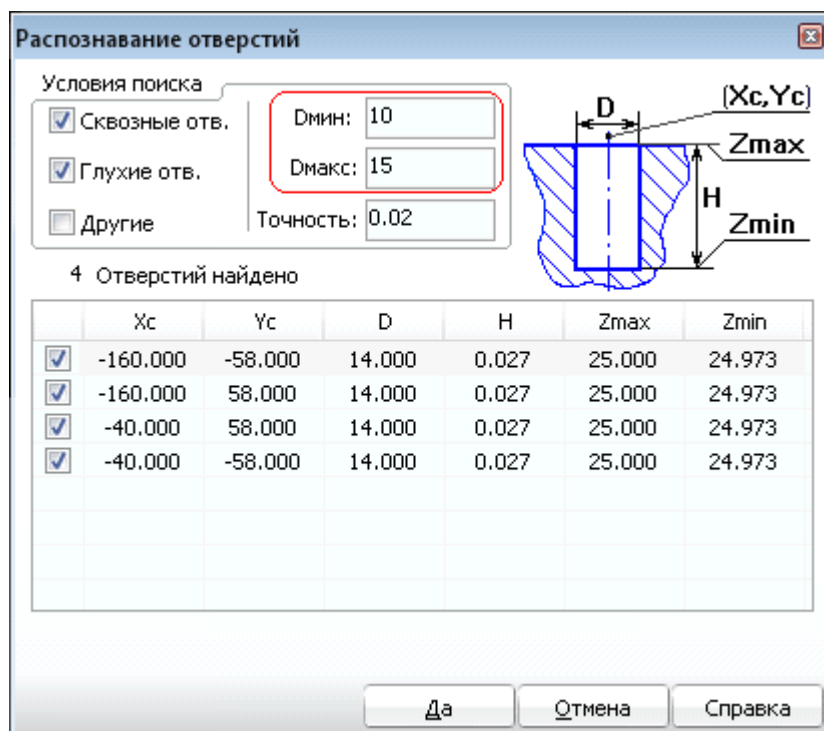 Распознавание отверстий
Условия поиска
Сквозные отв.
Dмин: 10
Глухие отв.
Dмакс: 15
Другие
Точность: 0.02
D
(Xc,Yc)
Zmax
H
Zmin
4 Отверстий найдено
Xc Yc D H Zmax Zmin
-160.000 -58.000 14.000 0.027 25.000 24.973
-160.000 58.000 14.000 0.027 25.000 24.973
-40.000 58.000 14.000 0.027 25.000 24.973
-40.000 -58.000 14.000 0.027 25.000 24.973
Да Отмена Справка